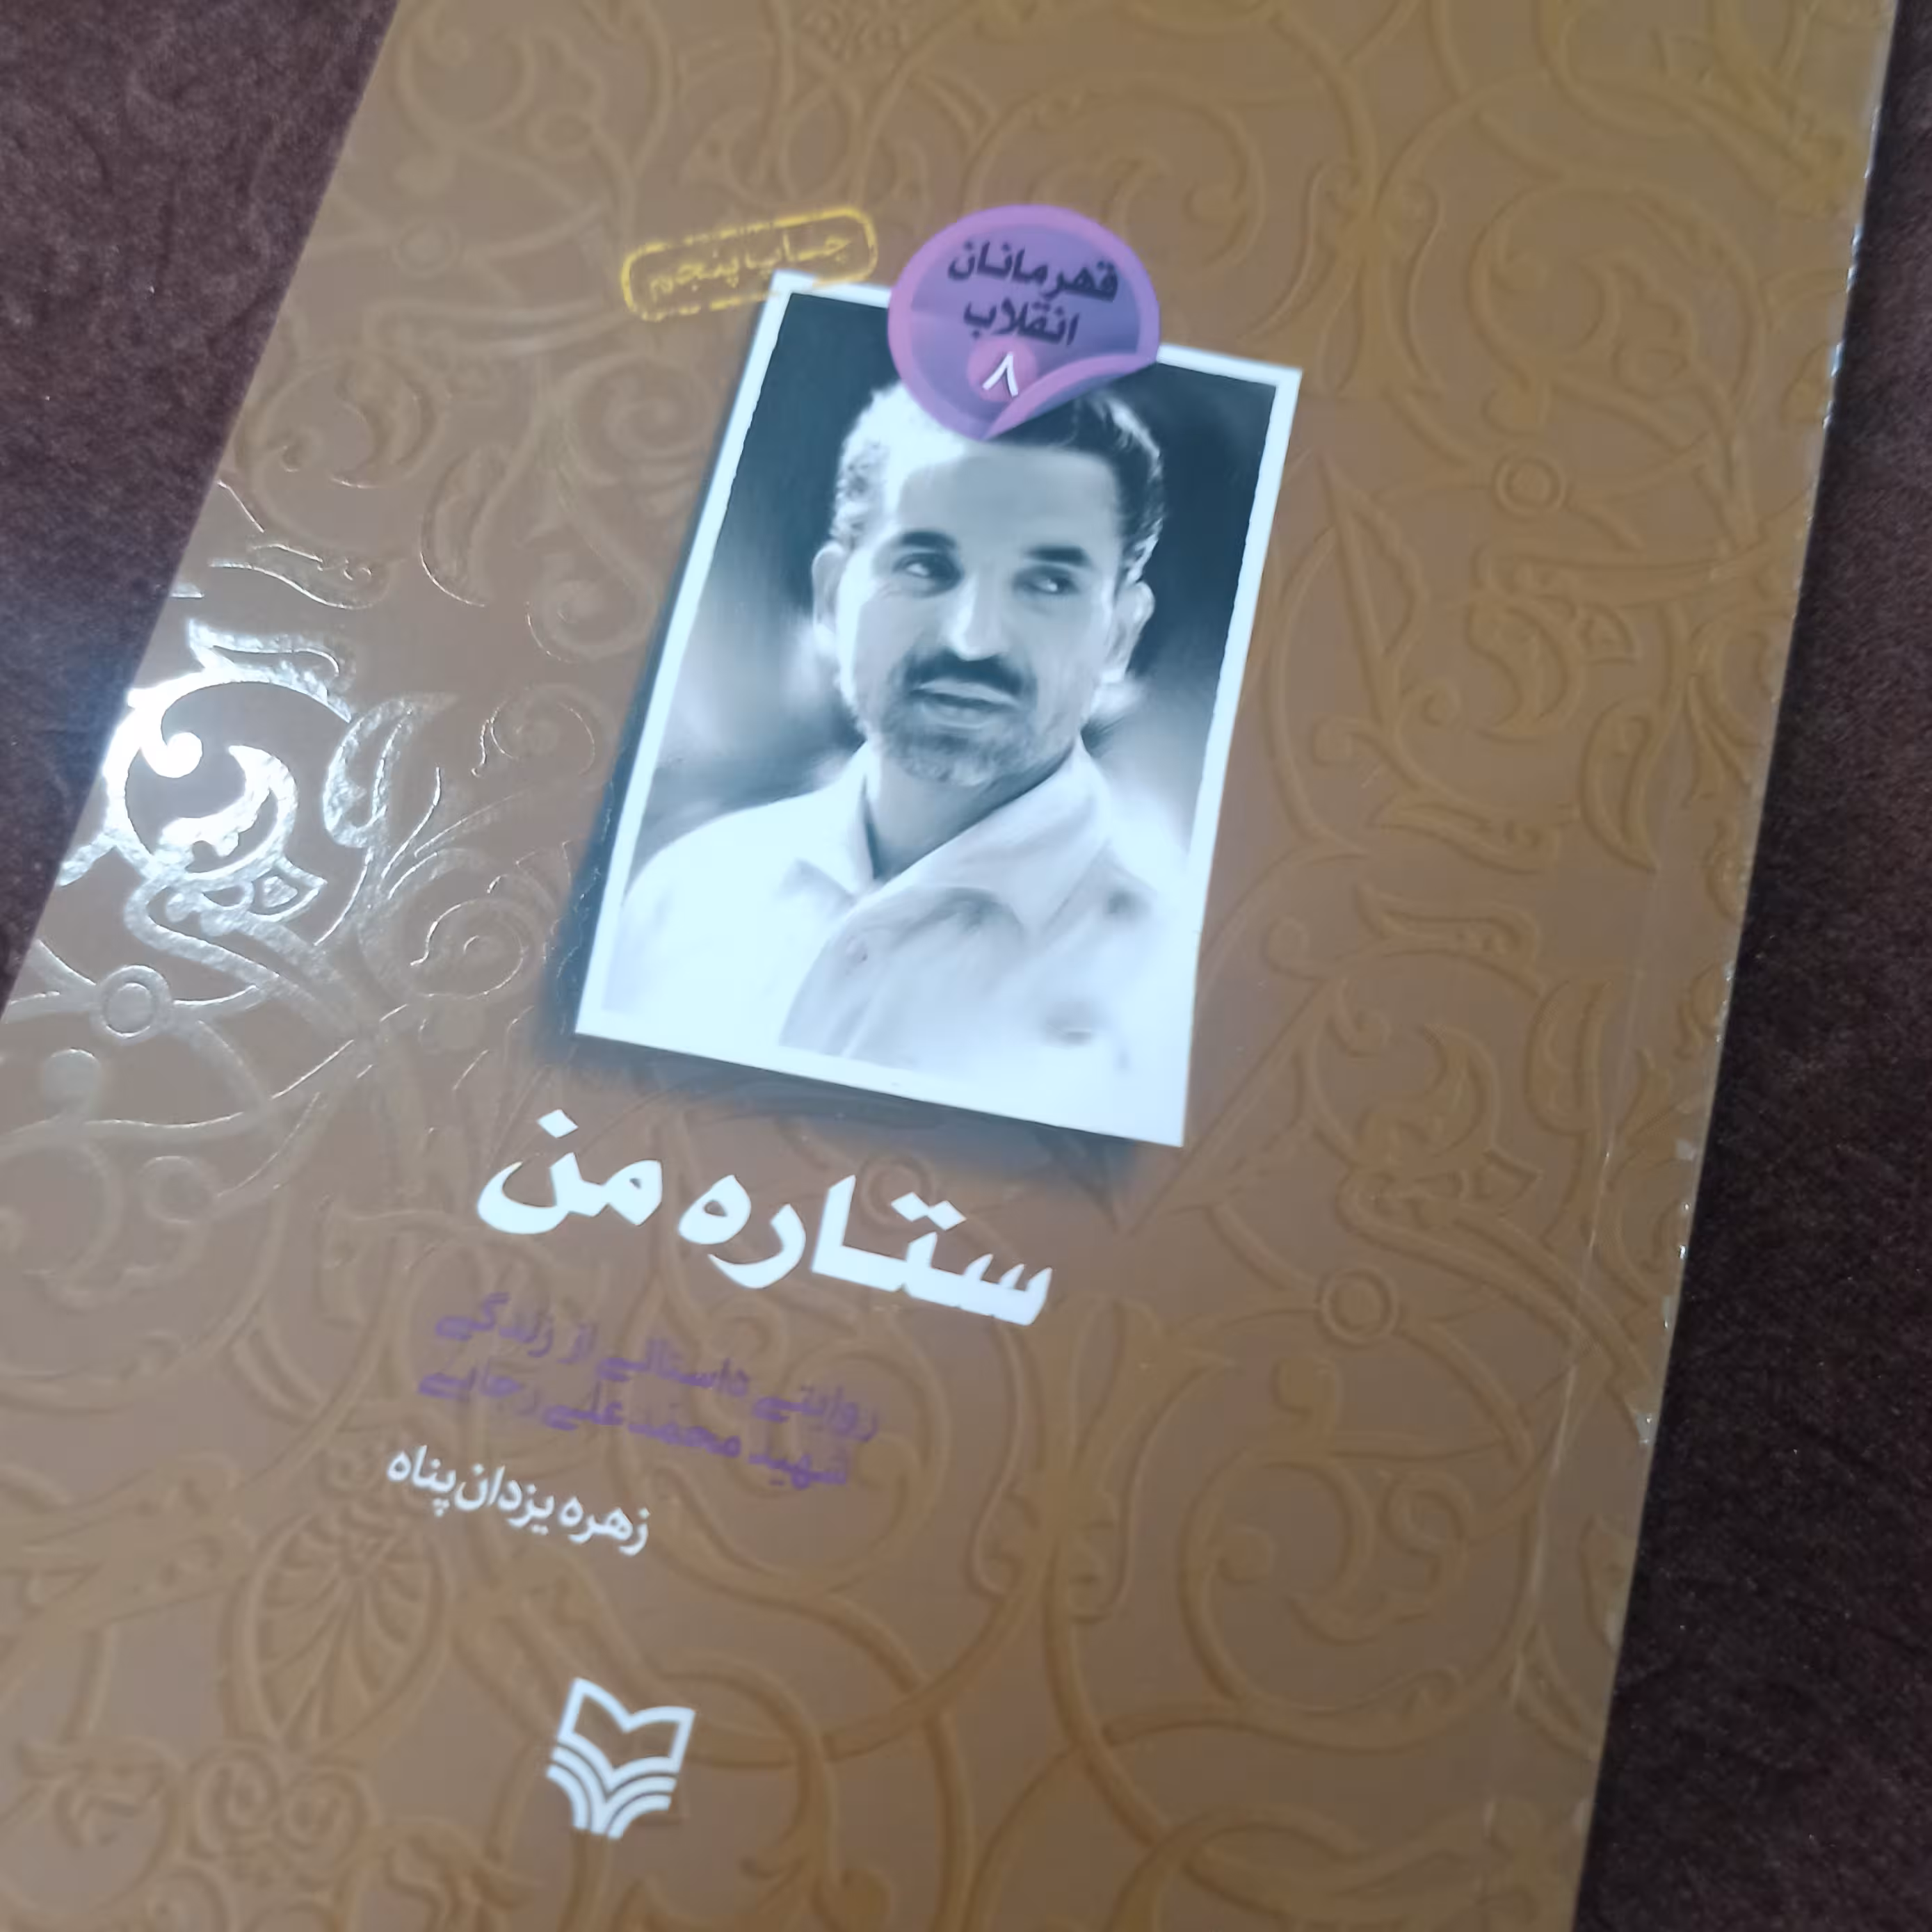 چاپ پنجم
قهرمانان
انقلاب
۸
ستاره من
روایتی داستانی از زندگی
شهید محمدعلی رجایی
زهره یزدان‌پناه